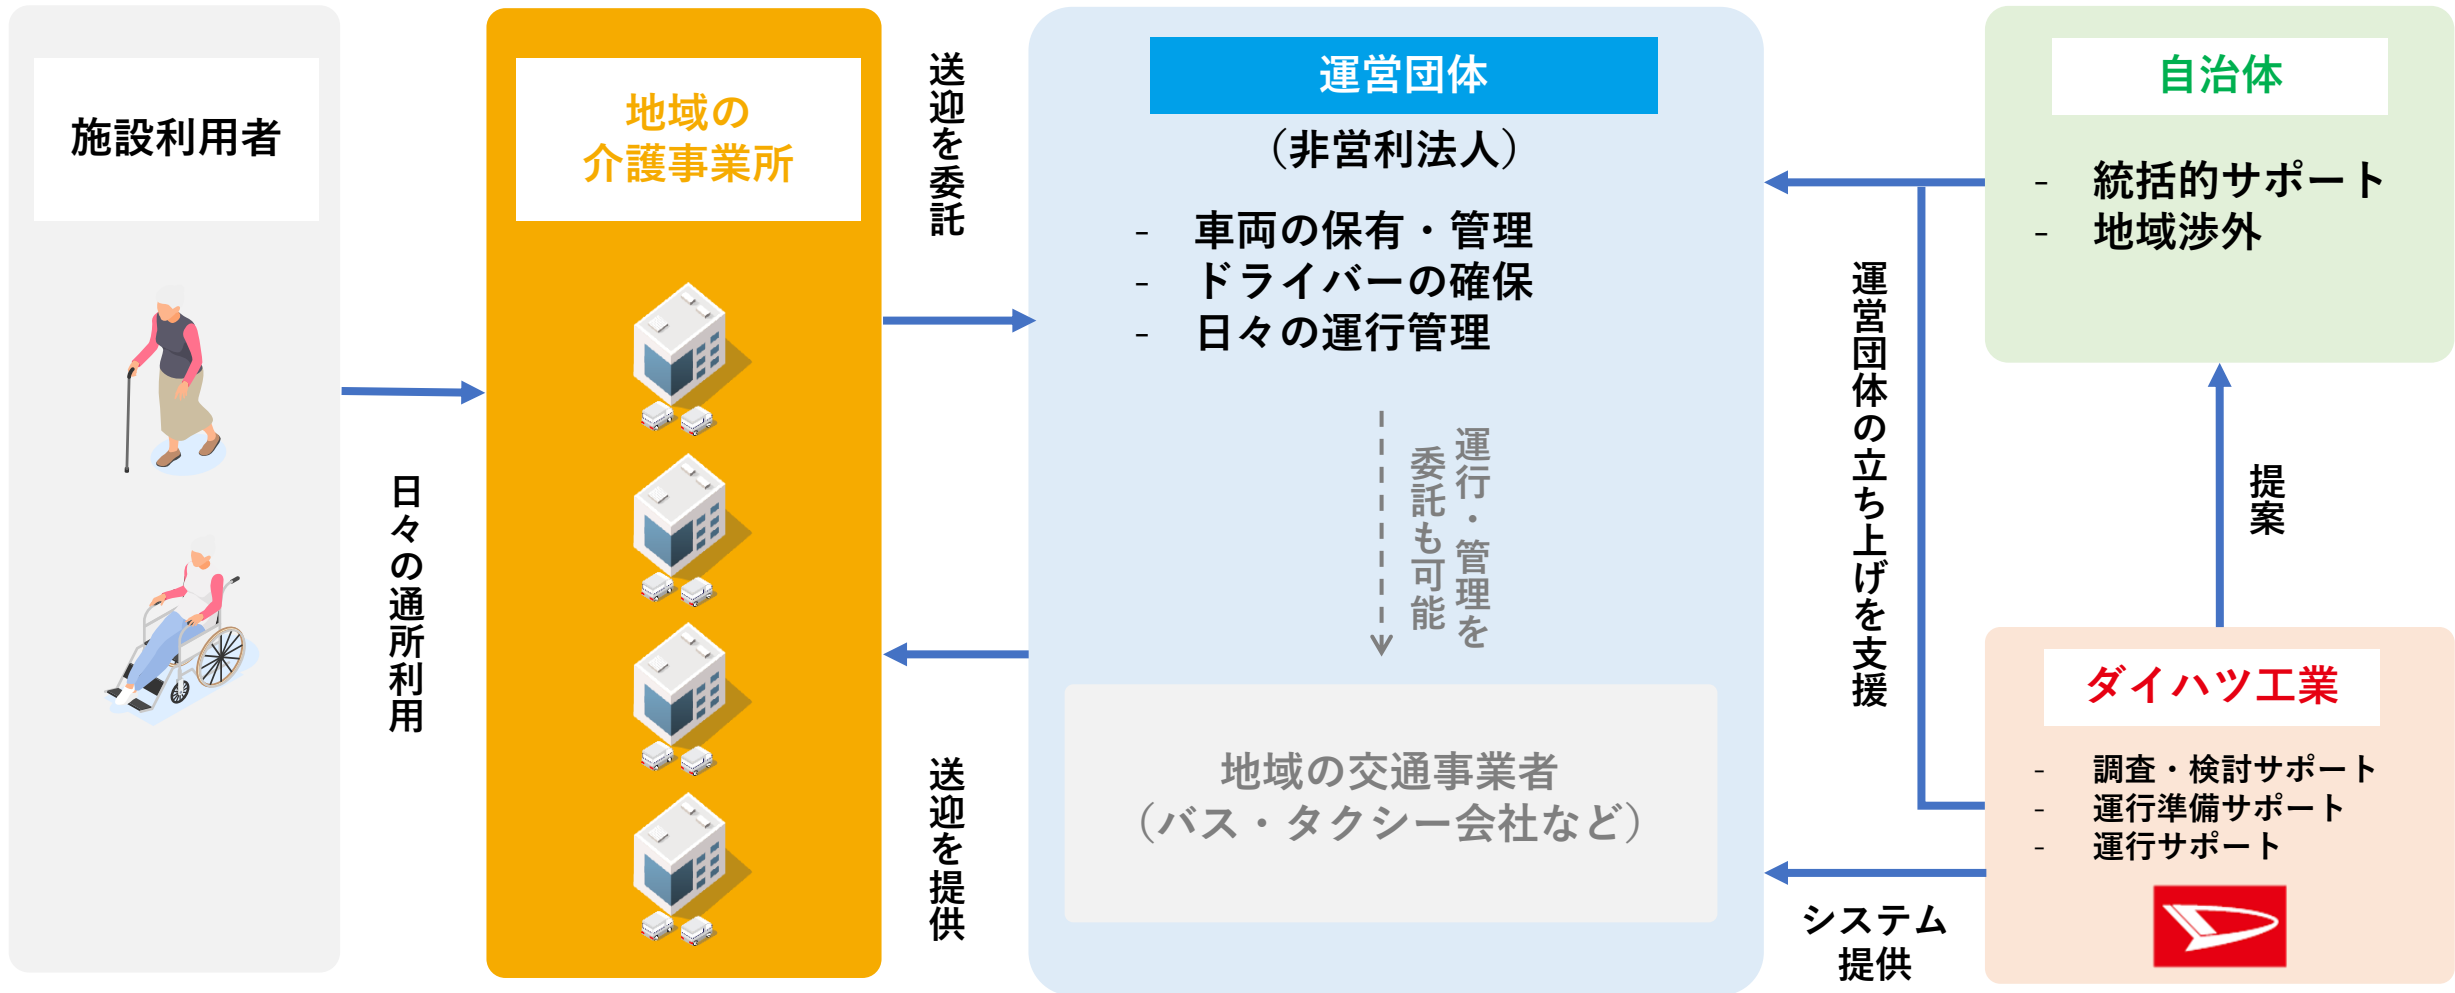 施設利用者
日々の通所利用
地域の
介護事業所
送迎を委託
送迎を提供
運営団体
（非営利法人）
- 車両の保有・管理
- ドライバーの確保
- 日々の運行管理
運行・管理を
委託も可能
地域の交通事業者
（バス・タクシー会社など）
運営団体の立ち上げを支援
システム
提供
自治体
- 統括的サポート
- 地域渉外
提案
ダイハツ工業
- 調査・検討サポート
- 運行準備サポート
- 運行サポート